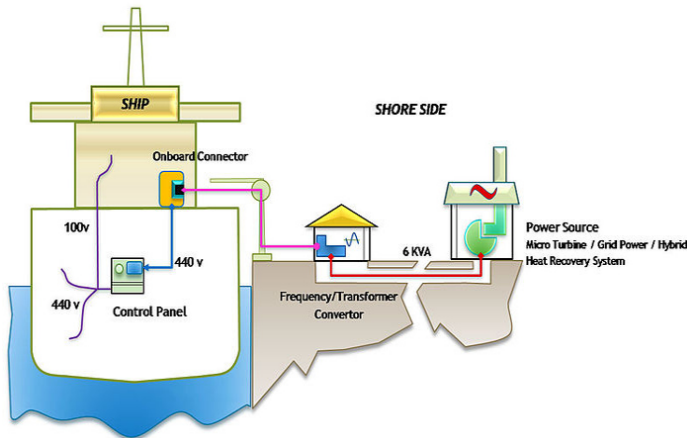 SHIP
SHORE SIDE
Onboard Connector
100v
440 v
440 v
Control Panel
6 KVA
Frequency/Transformer
Convertor
Power Source
Micro Turbine / Grid Power / Hybrid
Heat Recovery System